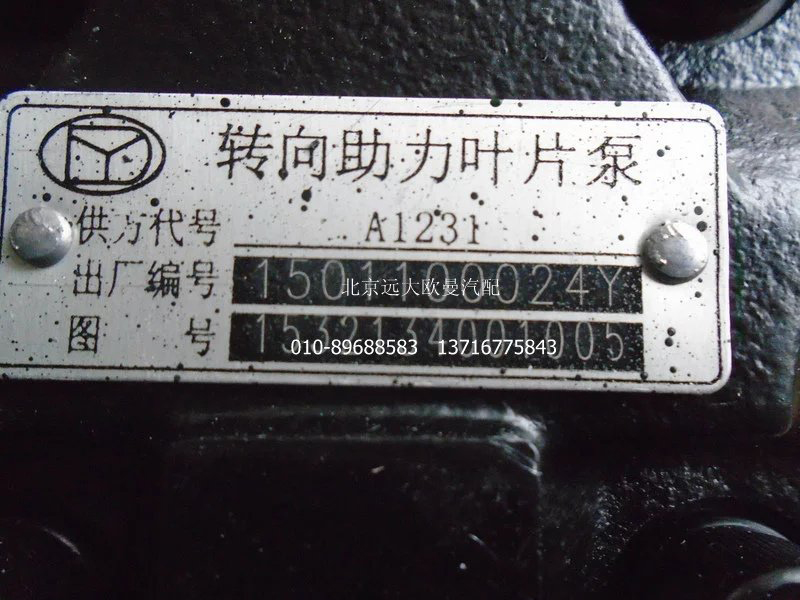 转向助力叶片泵
供方代号 A1231
出厂编号 1501100024Y
北京远大欧曼汽配
图 号 1532134001005
010-89688583 13716775843